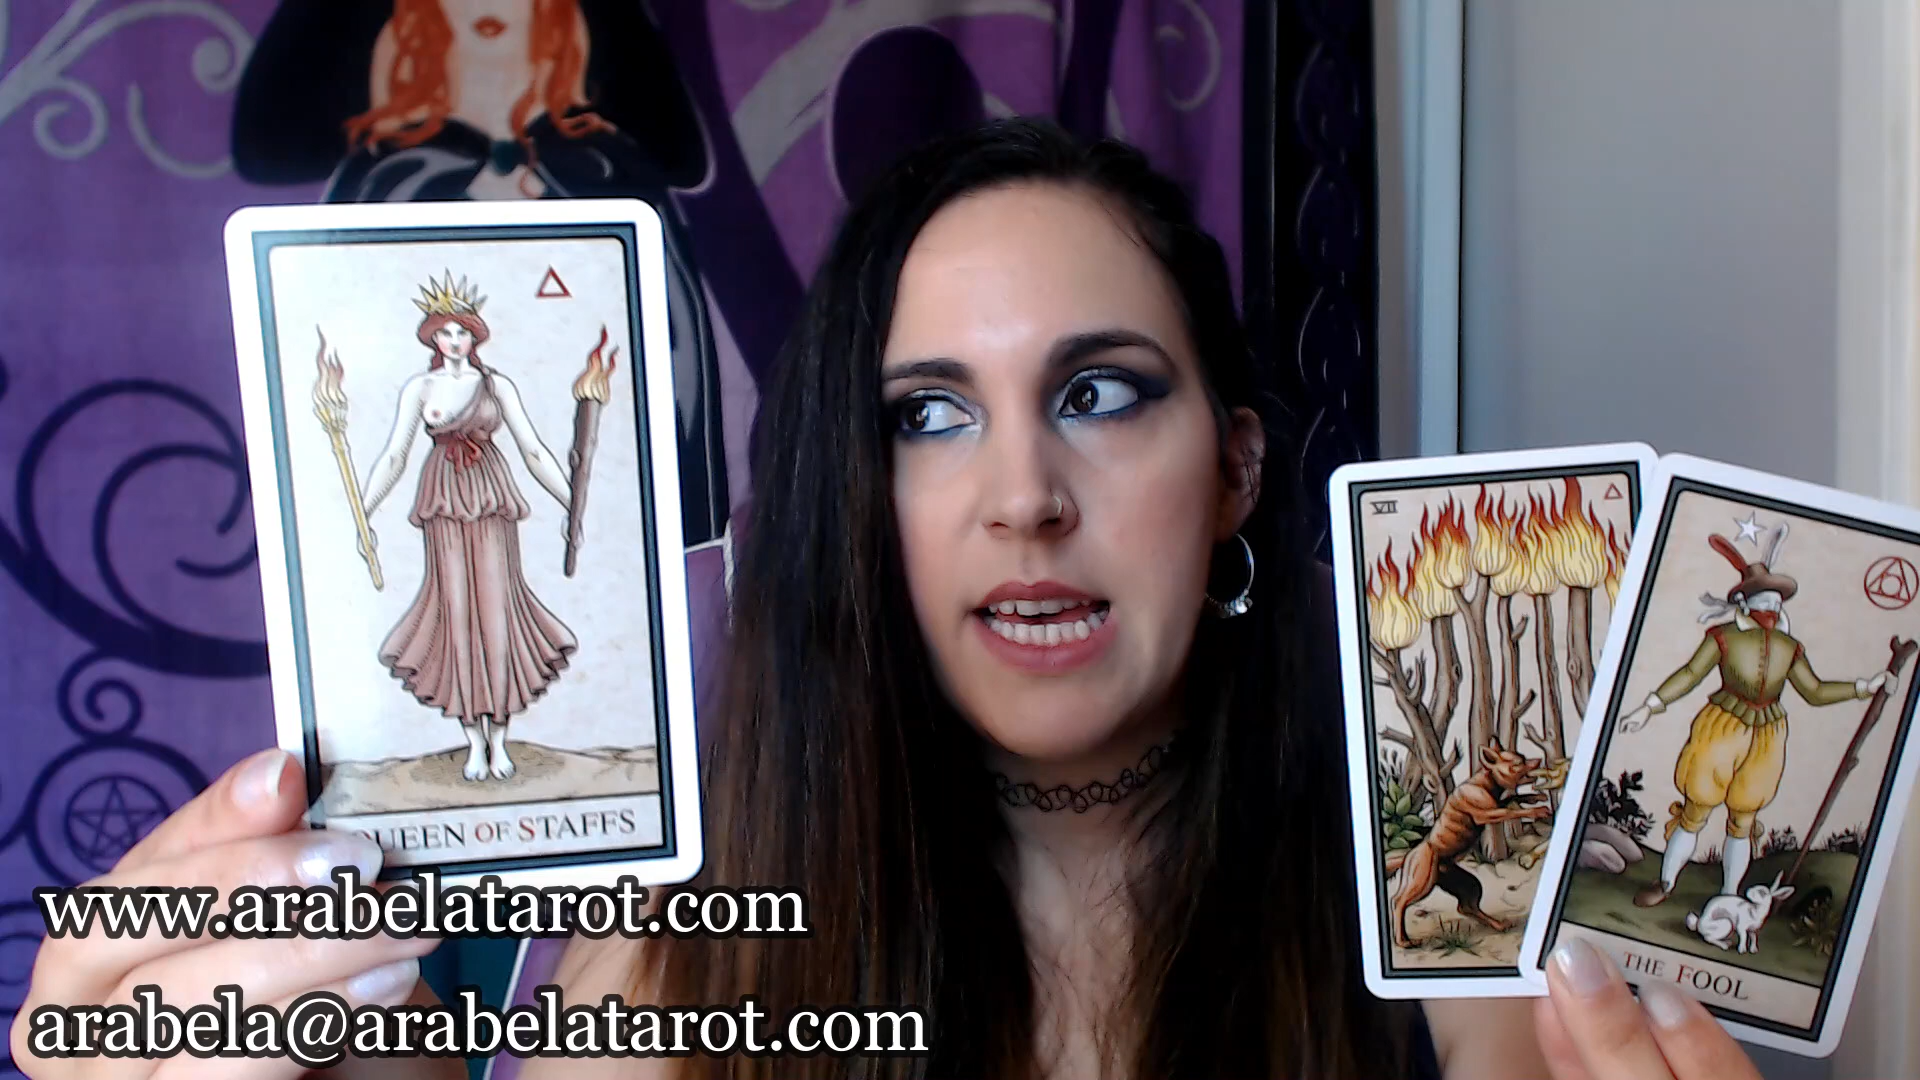 QUEEN OF STAFFS
VII
THE FOOL
www.arabelatarot.com
arabela@arabelatarot.com